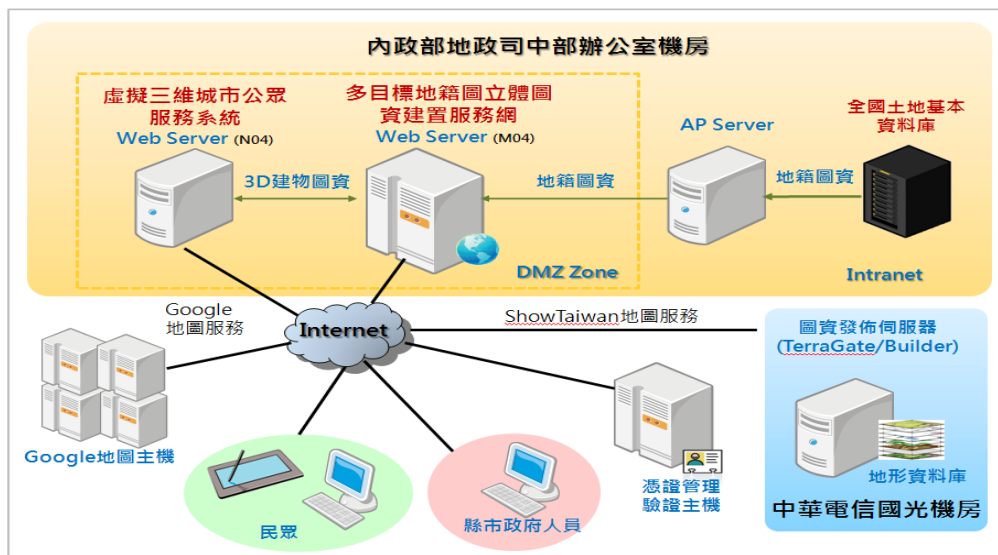 內政部地政司中部辦公室機房
虛擬三維城市公眾
服務系統
Web Server (N04)
多目標地籍圖立體圖
資建置服務網
Web Server (M04)
AP Server
全國土地基本
資料庫
3D建物圖資
地籍圖資
地籍圖資
DMZ Zone
Intranet
Google
地圖服務
Internet
ShowTaiwan地圖服務
圖資發佈伺服器
(TerraGate/Builder)
Google地圖主機
民眾
縣市政府人員
憑證管理
驗證主機
地形資料庫
中華電信國光機房